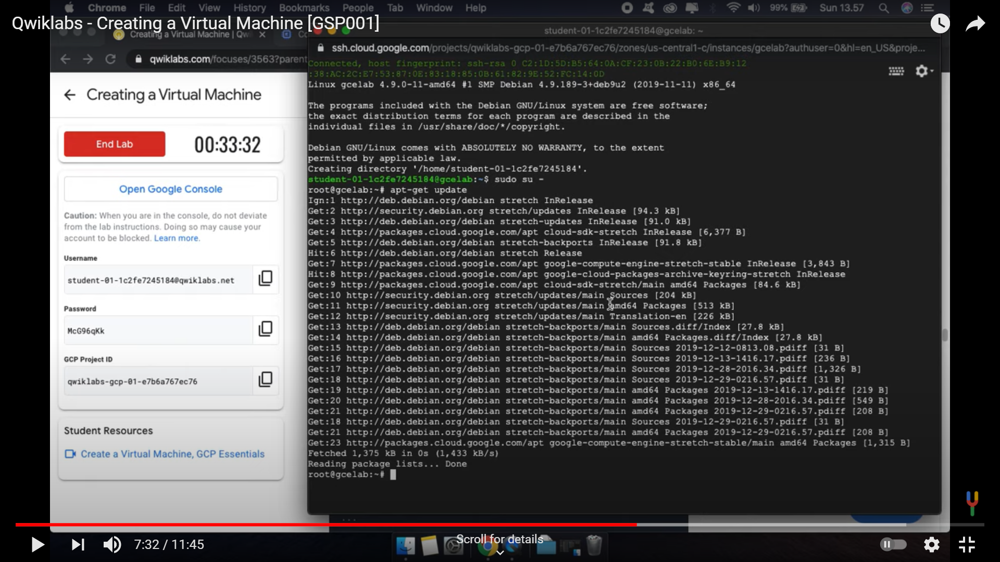 Chrome File Edit View History Bookmarks People Tab Window Help 99% Sun 13.57
Qwiklabs - Creating a Virtual Machine [GSP001]
Creating a Virtual Machine | Qw
student-01-1c2fe7245184@gcelab: ~
qwiklabs.com/focuses/3563?parent
ssh.cloud.google.com/projects/qwiklabs-gcp-01-e7b6a767ec76/zones/us-central1-c/instances/gcelab?authuser=0&hl=en_US&proje...
Creating a Virtual Machine
End Lab
00:33:32
Open Google Console
Caution: When you are in the console, do not deviate
from the lab instructions. Doing so may cause your
account to be blocked. Learn more.
Username
student-01-1c2fe7245184@qwiklabs.net
Password
McG96qKk
GCP Project ID
qwiklabs-gcp-01-e7b6a767ec76
Student Resources
Create a Virtual Machine, GCP Essentials
Connected, host fingerprint: ssh-rsa 0 C2:1D:5D:B5:64:0A:CF:23:0B:22:B0:6E:B9:12
:38:AC:2C:E7:53:87:0E:83:18:85:0B:61:82:9E:52:FC:14:0D
Linux gcelab 4.9.0-11-amd64 #1 SMP Debian 4.9.189-3+deb9u2 (2019-11-11) x86_64
The programs included with the Debian GNU/Linux system are free software;
the exact distribution terms for each program are described in the
individual files in /usr/share/doc/*/copyright.
Debian GNU/Linux comes with ABSOLUTELY NO WARRANTY, to the extent
permitted by applicable law.
Creating directory '/home/student-01-1c2fe7245184'.
student-01-1c2fe7245184@gcelab:~$ sudo su -
root@gcelab:~# apt-get update
Ign:1 http://deb.debian.org/debian stretch InRelease
Get:2 http://security.debian.org stretch/updates InRelease [94.3 kB]
Get:3 http://deb.debian.org/debian stretch-updates InRelease [91.0 kB]
Get:4 http://packages.cloud.google.com/apt cloud-sdk-stretch InRelease [6,377 B]
Get:5 http://deb.debian.org/debian stretch-backports InRelease [91.8 kB]
Hit:6 http://deb.debian.org/debian stretch Release
Get:7 http://packages.cloud.google.com/apt google-compute-engine-stretch-stable InRelease [3,843 B]
Hit:8 http://packages.cloud.google.com/apt google-cloud-packages-archive-keyring-stretch InRelease
Get:9 http://packages.cloud.google.com/apt cloud-sdk-stretch/main amd64 Packages [84.6 kB]
Get:10 http://security.debian.org stretch/updates/main Sources [204 kB]
Get:11 http://security.debian.org stretch/updates/main amd64 Packages [513 kB]
Get:12 http://security.debian.org stretch/updates/main Translation-en [226 kB]
Get:13 http://deb.debian.org/debian stretch-backports/main Sources.diff/Index [27.8 kB]
Get:14 http://deb.debian.org/debian stretch-backports/main amd64 Packages.diff/Index [27.8 kB]
Get:15 http://deb.debian.org/debian stretch-backports/main Sources 2019-12-12-0813.08.pdiff [31 B]
Get:16 http://deb.debian.org/debian stretch-backports/main Sources 2019-12-13-1416.17.pdiff [236 B]
Get:17 http://deb.debian.org/debian stretch-backports/main Sources 2019-12-28-2016.34.pdiff [1,326 B]
Get:18 http://deb.debian.org/debian stretch-backports/main Sources 2019-12-29-0216.57.pdiff [31 B]
Get:19 http://deb.debian.org/debian stretch-backports/main amd64 Packages 2019-12-13-1416.17.pdiff [219 B]
Get:20 http://deb.debian.org/debian stretch-backports/main amd64 Packages 2019-12-28-2016.34.pdiff [549 B]
Get:21 http://deb.debian.org/debian stretch-backports/main amd64 Packages 2019-12-29-0216.57.pdiff [208 B]
Get:18 http://deb.debian.org/debian stretch-backports/main Sources 2019-12-29-0216.57.pdiff [31 B]
Get:21 http://deb.debian.org/debian stretch-backports/main amd64 Packages 2019-12-29-0216.57.pdiff [208 B]
Get:23 http://packages.cloud.google.com/apt google-compute-engine-stretch-stable/main amd64 Packages [1,315 B]
Fetched 1,375 kB in 0s (1,433 kB/s)
Reading package lists... Done
root@gcelab:~#
7:32 / 11:45
Scroll for details